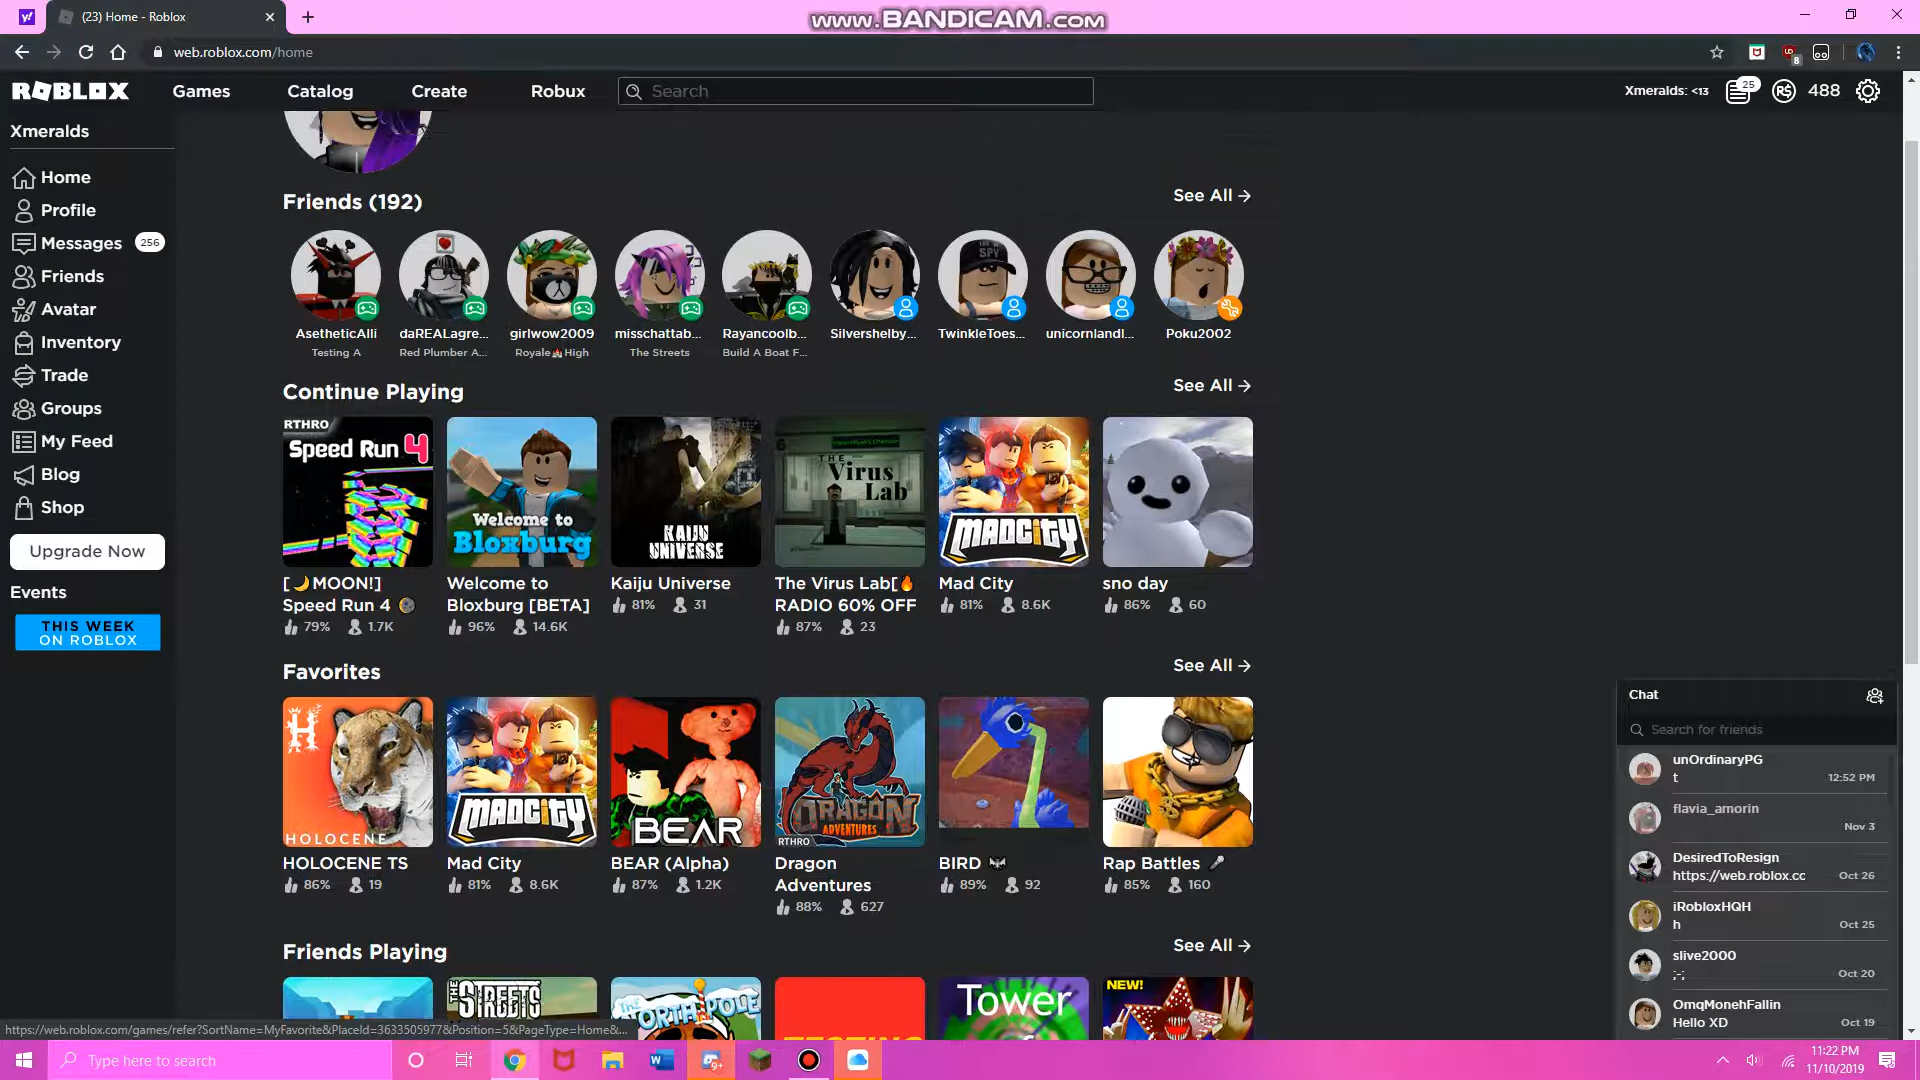 (23) Home - Roblox
www.BANDICAM.com
web.roblox.com/home
8
ROBLOX
Games
Catalog
Create
Robux
Search
Xmeralds: <13
25
488
Xmeralds
Home
Profile
Messages
256
Friends
Avatar
Inventory
Trade
Groups
My Feed
Blog
Shop
Upgrade Now
Events
THIS WEEK
ON ROBLOX
Friends (192)
See All
SPY
AsetheticAlli
daREALagre...
girlwow2009
misschattab...
Rayancoolb...
Silvershelby...
TwinkleToes...
unicornlandl...
Poku2002
Testing A
Red Plumber A...
Royale🏰High
The Streets
Build A Boat F...
Continue Playing
See All
RTHRO
Speed Run 4
Welcome to
Bloxburg
KAIJU
UNIVERSE
THE
Virus
Lab
MADCITY
[🌙MOON!]
Speed Run 4 🌑
79%
1.7K
Welcome to
Bloxburg [BETA]
96%
14.6K
Kaiju Universe
81%
31
The Virus Lab[🔥
RADIO 60% OFF
87%
23
Mad City
81%
8.6K
sno day
86%
60
Favorites
See All
H
HOLOCENE
MADCITY
BEAR
DRAGON
ADVENTURES
RTHRO
HOLOCENE TS
86%
19
Mad City
81%
8.6K
BEAR (Alpha)
87%
1.2K
Dragon
Adventures
88%
627
BIRD
89%
92
Rap Battles 🎤
85%
160
Friends Playing
See All
THE
STREETS
THE
NORTH POLE
TESTING
Tower
NEW!
Chat
Search for friends
unOrdinaryPG
t
12:52 PM
flavia_amorin
Nov 3
DesiredToResign
https://web.roblox.cc
Oct 26
iRobloxHQH
h
Oct 25
slive2000
;-;
Oct 20
OmqMonehFallin
Hello XD
Oct 19
https://web.roblox.com/games/refer?SortName=MyFavorite&PlaceId=3633505977&Position=5&PageType=Home&...
Type here to search
9+
11:22 PM
11/10/2019